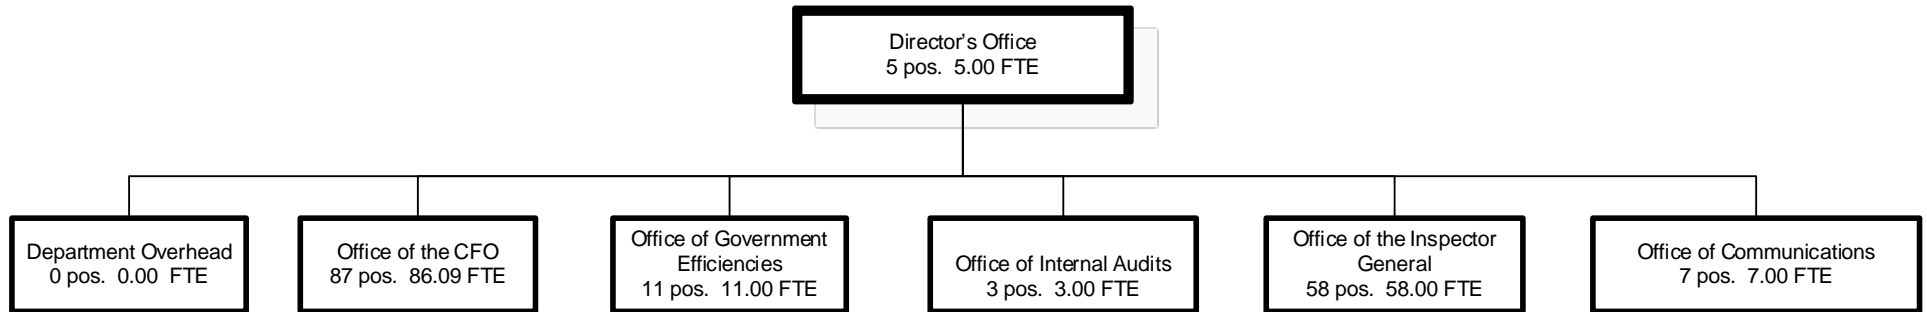 Director's Office
5 pos.  5.00 FTE
Department Overhead
0 pos.  0.00  FTE
Office of the CFO
87 pos.  86.09 FTE
Office of Government
Efficiencies
11 pos.  11.00 FTE
Office of Internal Audits
3 pos.  3.00 FTE
Office of the Inspector
General
58 pos.  58.00 FTE
Office of Communications
7 pos.  7.00 FTE